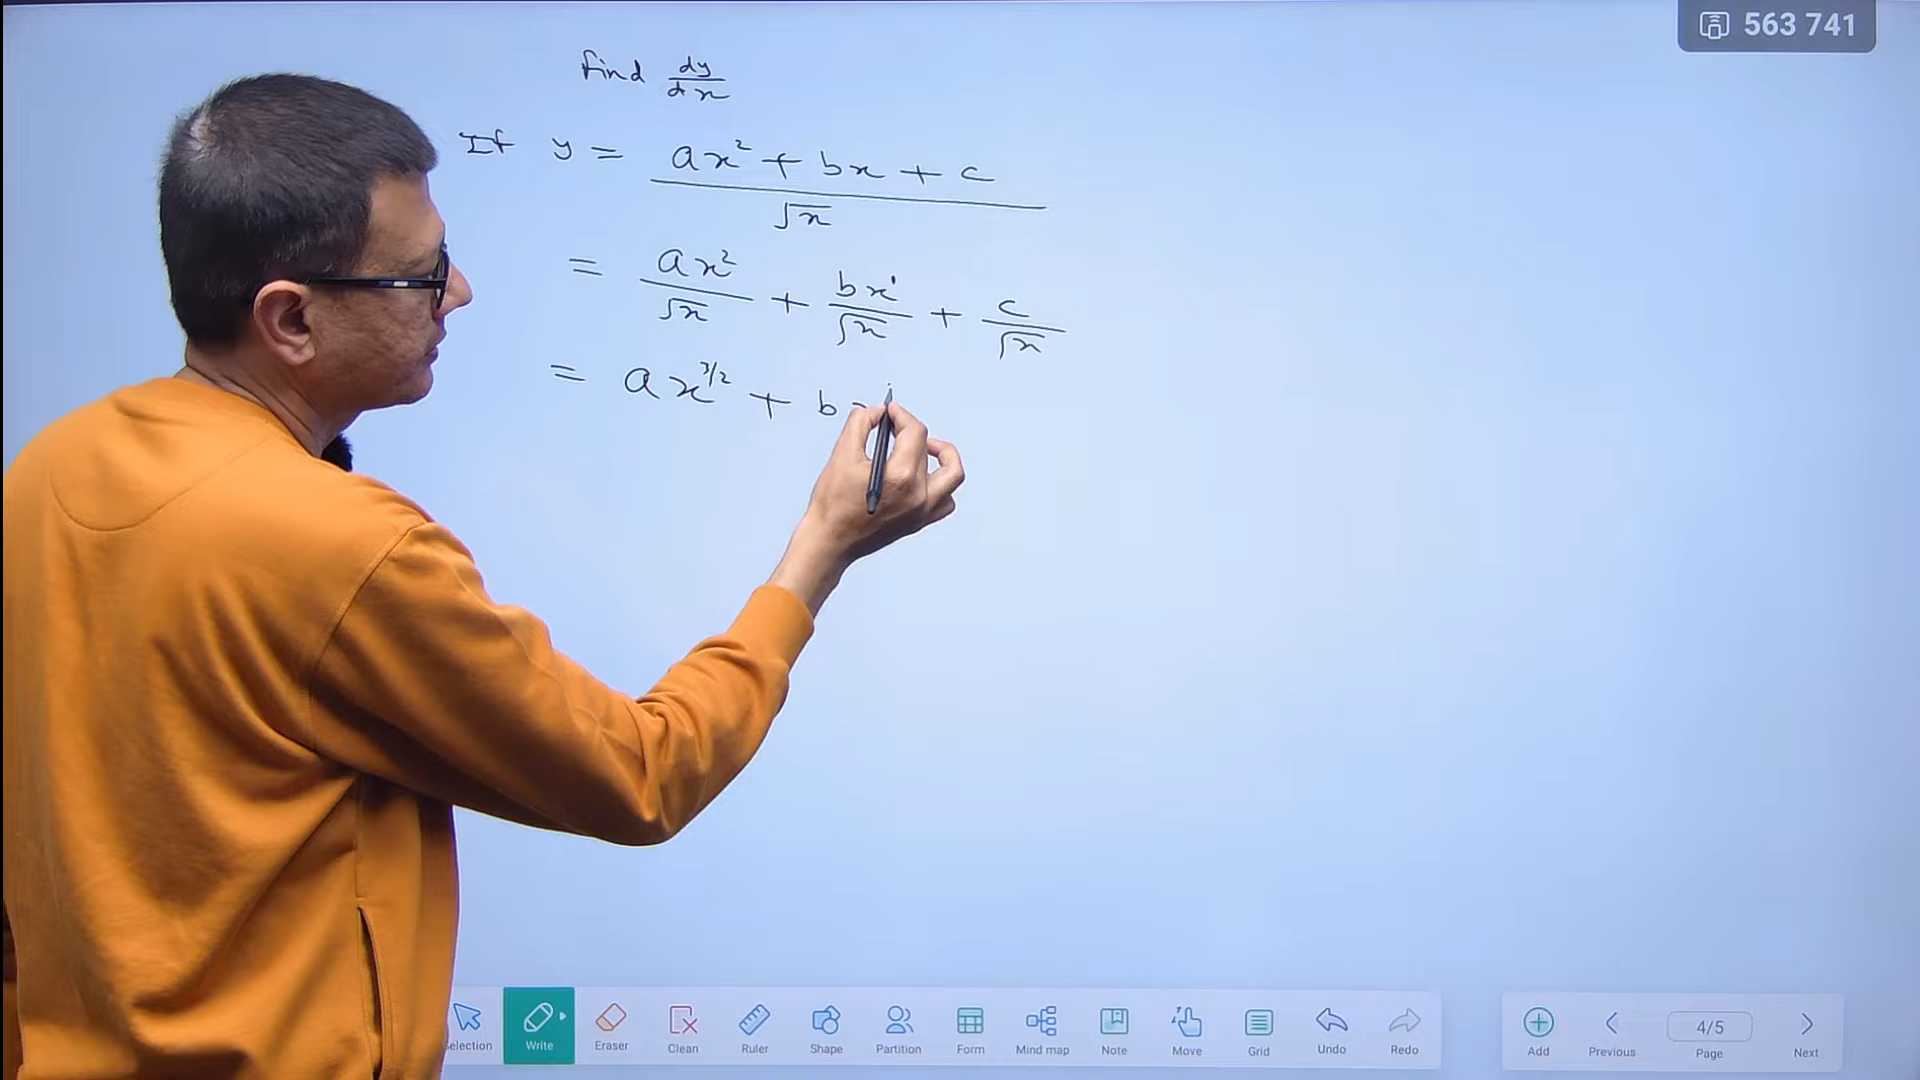 563 741
find dy/dx
If y = (ax² + bx + c)/√x
= ax²/√x + bx¹/√x + c/√x
= ax^3/2 + b
election Write Eraser Clean Ruler Shape Partition Form Mind map Note Move Grid Undo Redo Add Previous 4/5 Page Next